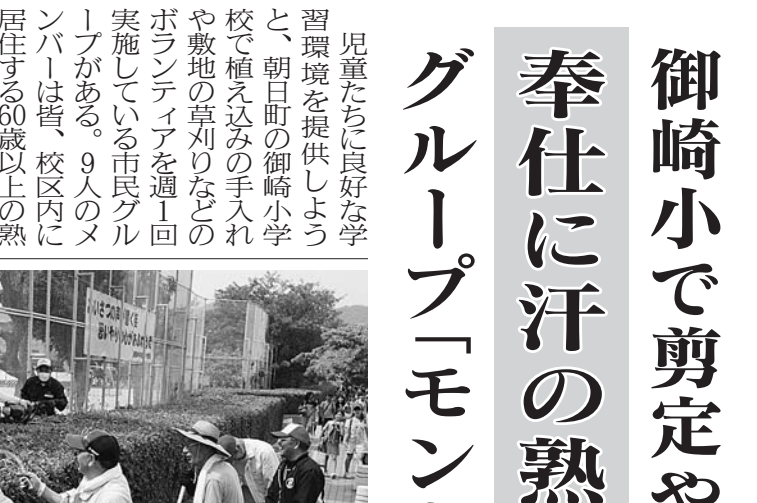 御崎小で剪定や
奉仕に汗の熟
グループ「モン
児童たちに良好な学
習環境を提供しよう
と、朝日町の御崎小学
校で植え込みの手入れ
や敷地の草刈りなどの
ボランティアを週1回
実施している市民グル
ープがある。9人のメ
ンバーは皆、校区内に
居住する60歳以上の熟